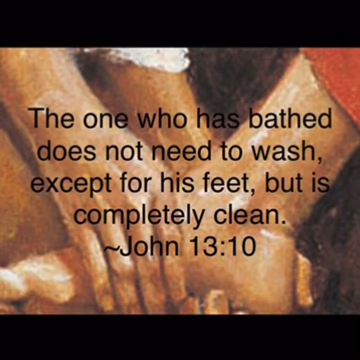 The one who has bathed
does not need to wash,
except for his feet, but is
completely clean.
~John 13:10